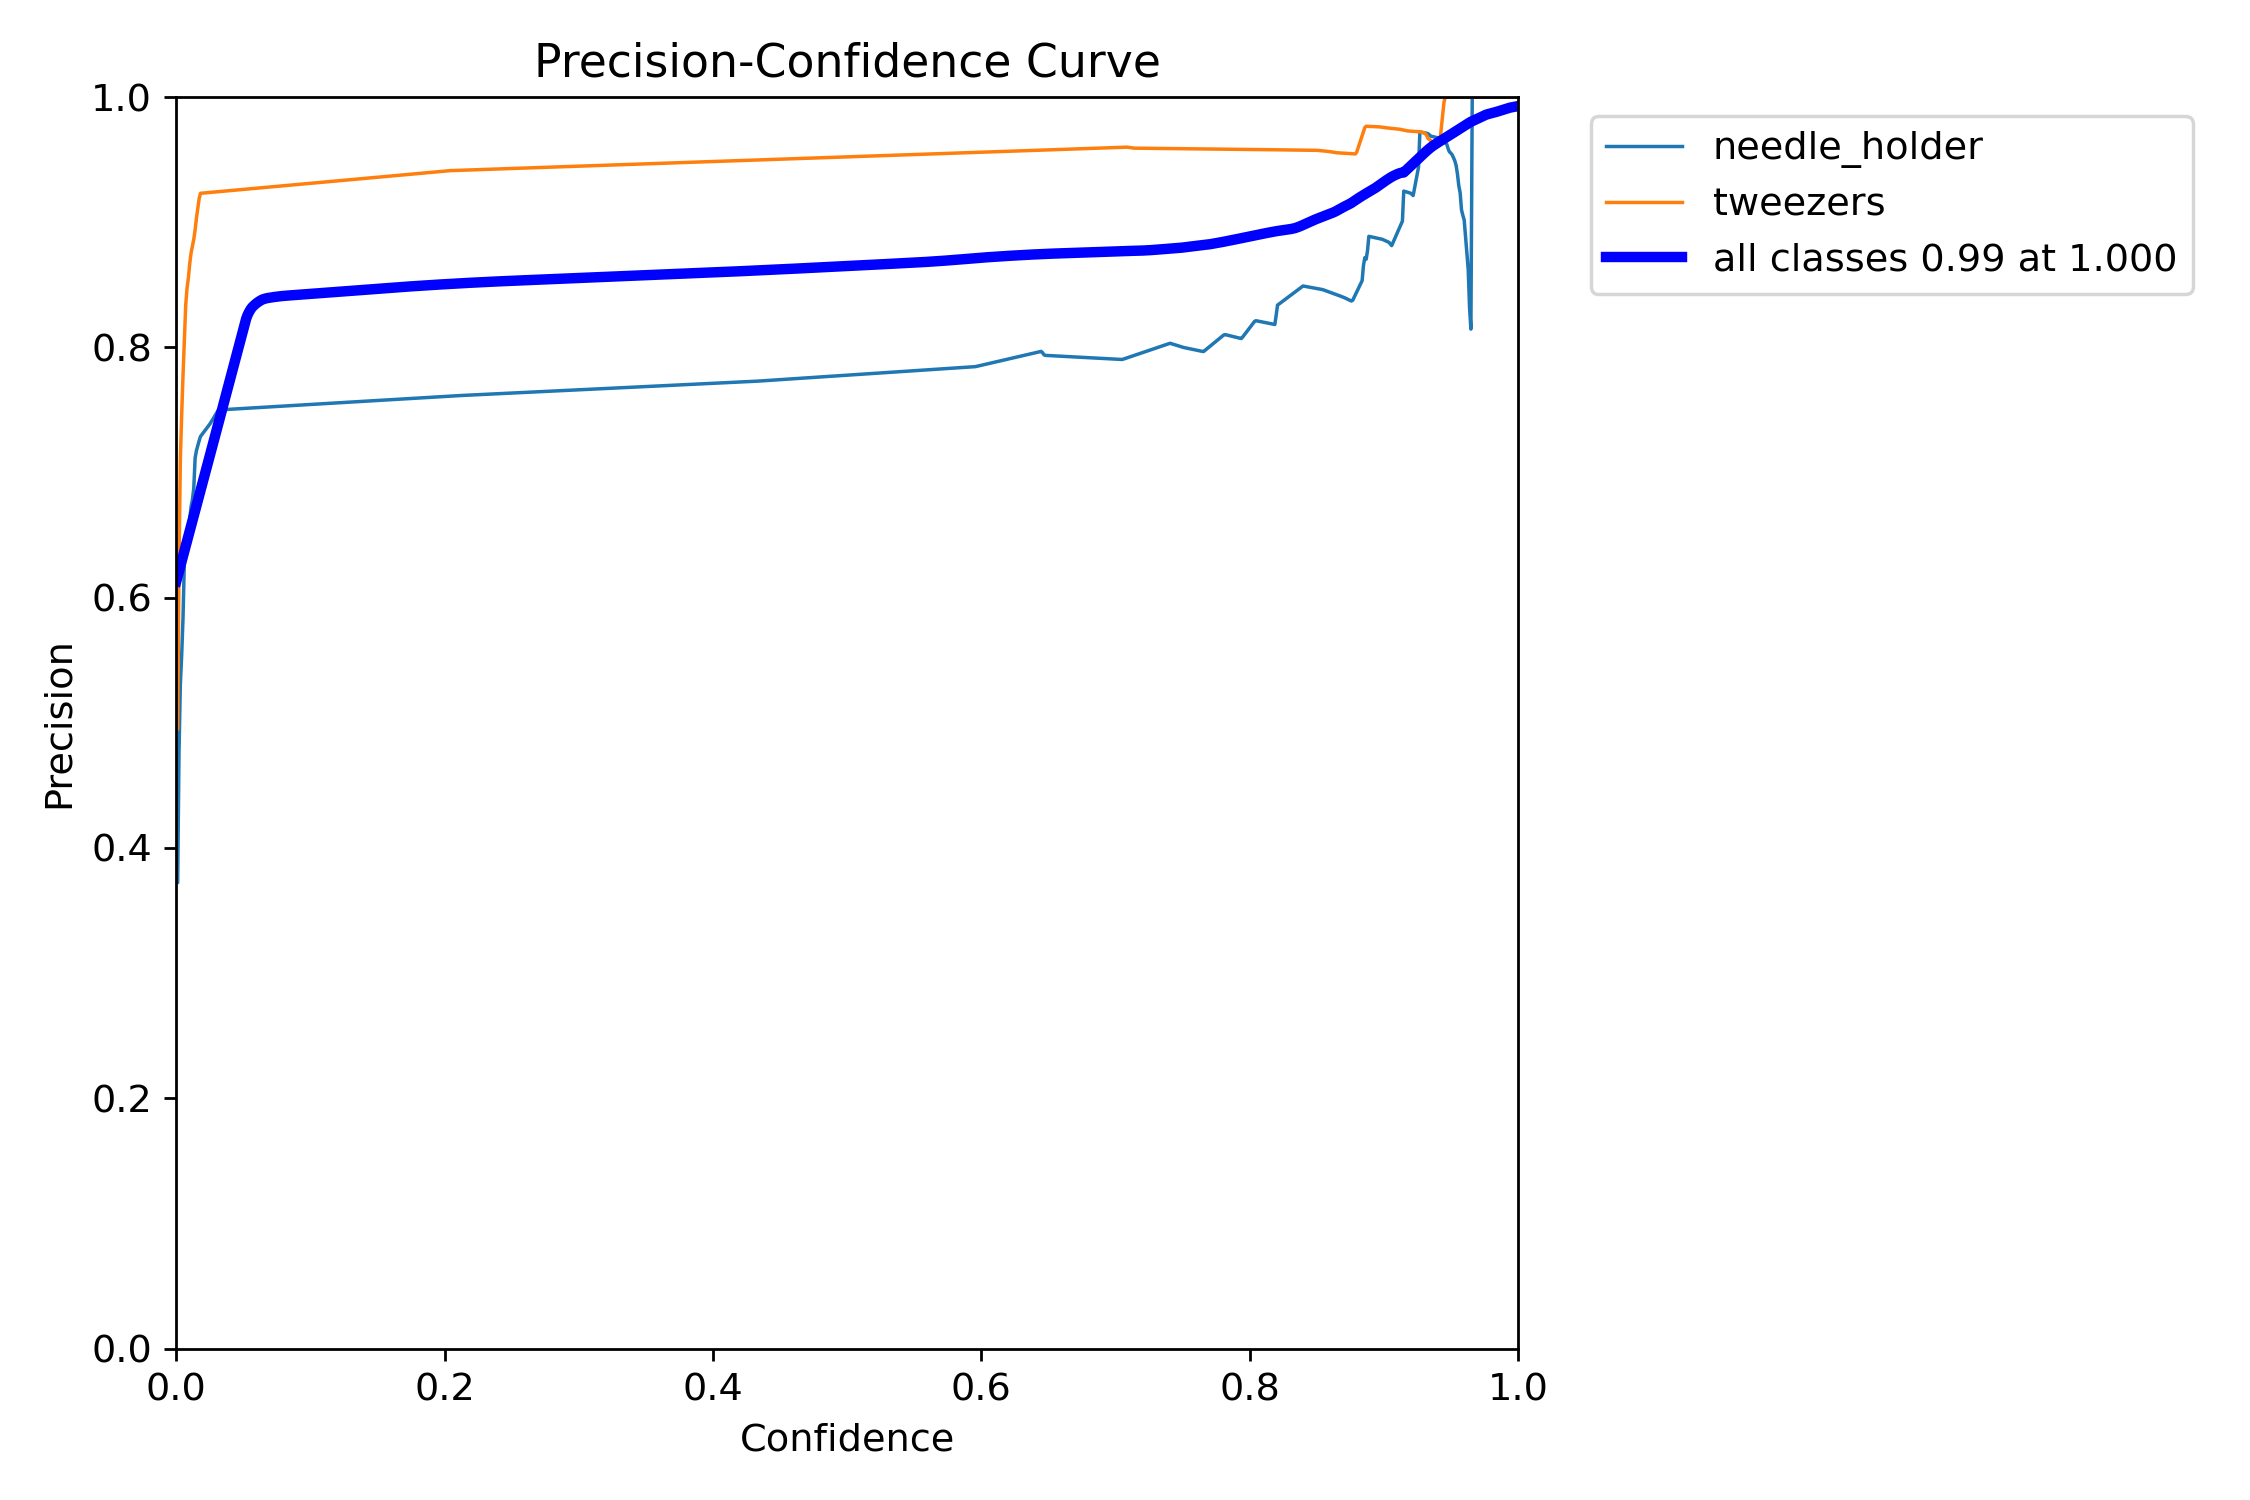 Precision-Confidence Curve
1.0
0.8
0.6
0.4
0.2
0.0
Precision
0.0 0.2 0.4 0.6 0.8 1.0
Confidence
needle_holder
tweezers
all classes 0.99 at 1.000